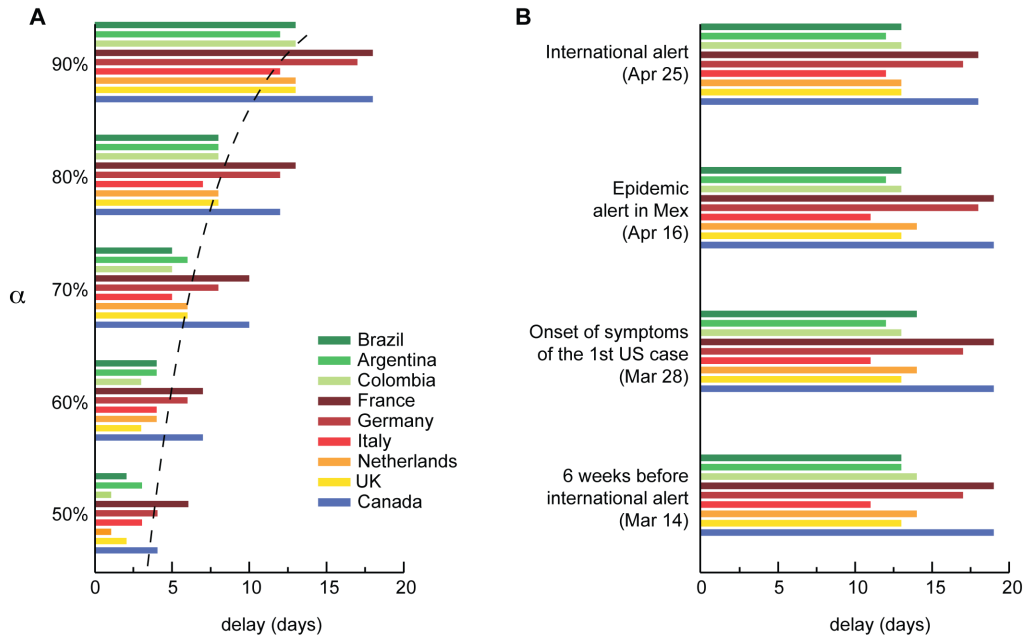 A
90%
80%
70%
α
60%
50%
Brazil
Argentina
Colombia
France
Germany
Italy
Netherlands
UK
Canada
0 5 10 15 20
delay (days)
B
International alert
(Apr 25)
Epidemic
alert in Mex
(Apr 16)
Onset of symptoms
of the 1st US case
(Mar 28)
6 weeks before
international alert
(Mar 14)
0 5 10 15 20
delay (days)